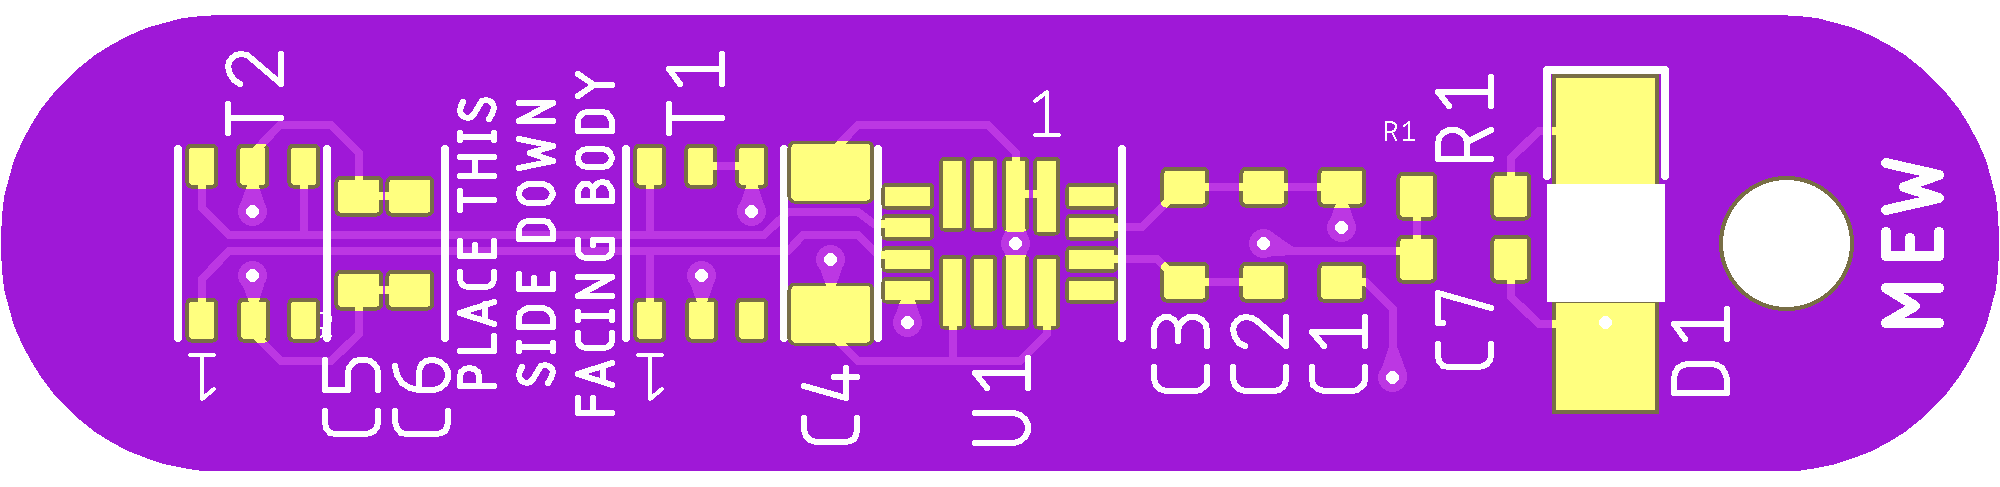 T2
1
C5
C6
PLACE THIS
SIDE DOWN
FACING BODY
T1
1
C4
U1
1
C3
C2
C1
R1
R1
C7
D1
MEW